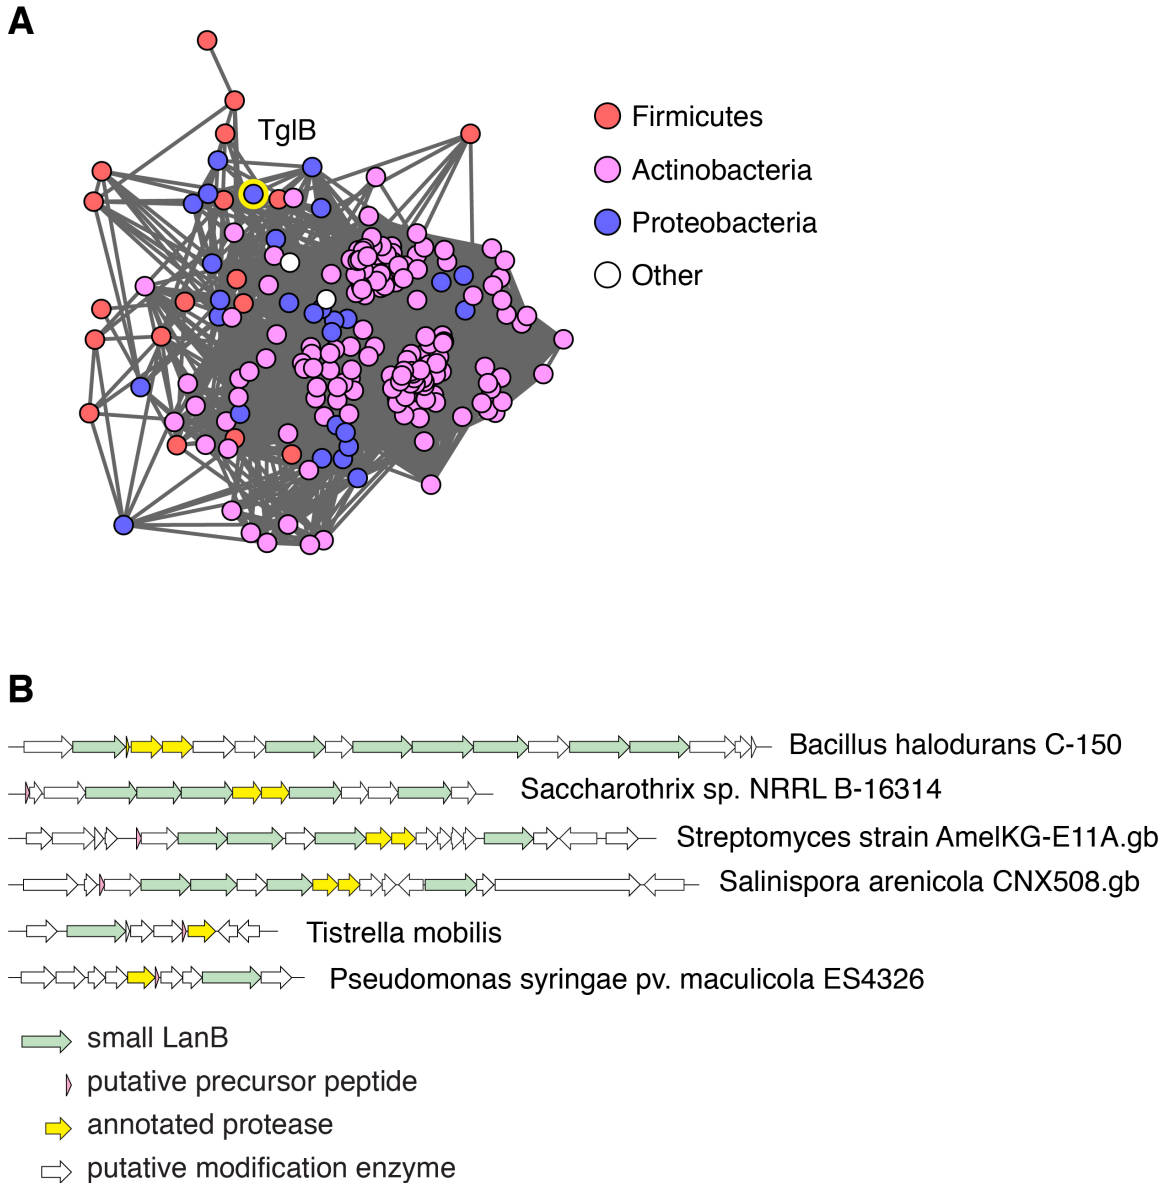 A
TglB
Firmicutes
Actinobacteria
Proteobacteria
Other
B
Bacillus halodurans C-150
Saccharothrix sp. NRRL B-16314
Streptomyces strain AmelKG-E11A.gb
Salinispora arenicola CNX508.gb
Tistrella mobilis
Pseudomonas syringae pv. maculicola ES4326
small LanB
putative precursor peptide
annotated protease
putative modification enzyme